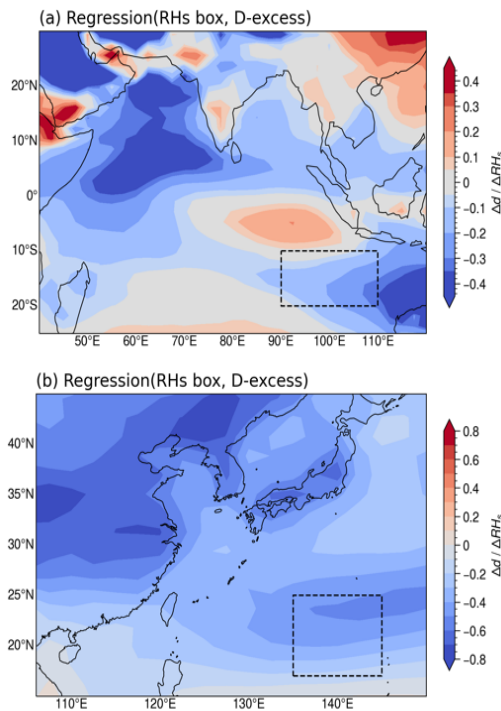 (a) Regression(RHs box, D-excess)
20°N
10°N
0°
10°S
20°S
50°E 60°E 70°E 80°E 90°E 100°E 110°E
0.4
0.3
0.2
0.1
0
-0.1
-0.2
-0.3
-0.4
Δd / ΔRHs
(b) Regression(RHs box, D-excess)
40°N
35°N
30°N
25°N
20°N
110°E 120°E 130°E 140°E
0.8
0.6
0.4
0.2
0
-0.2
-0.4
-0.6
-0.8
Δd / ΔRHs